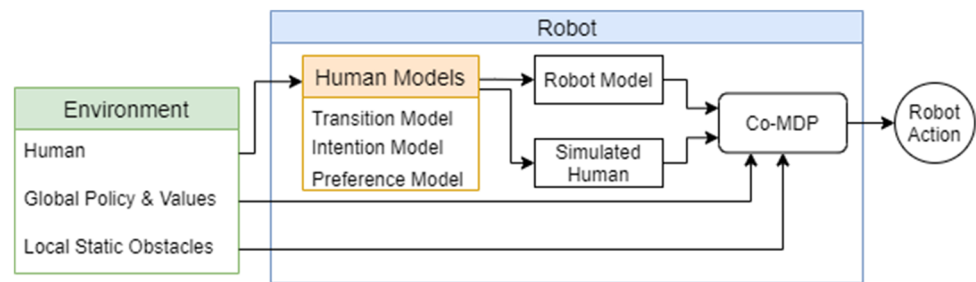 Robot
Environment
Human
Global Policy & Values
Local Static Obstacles
Human Models
Transition Model
Intention Model
Preference Model
Robot Model
Simulated
Human
Co-MDP
Robot
Action